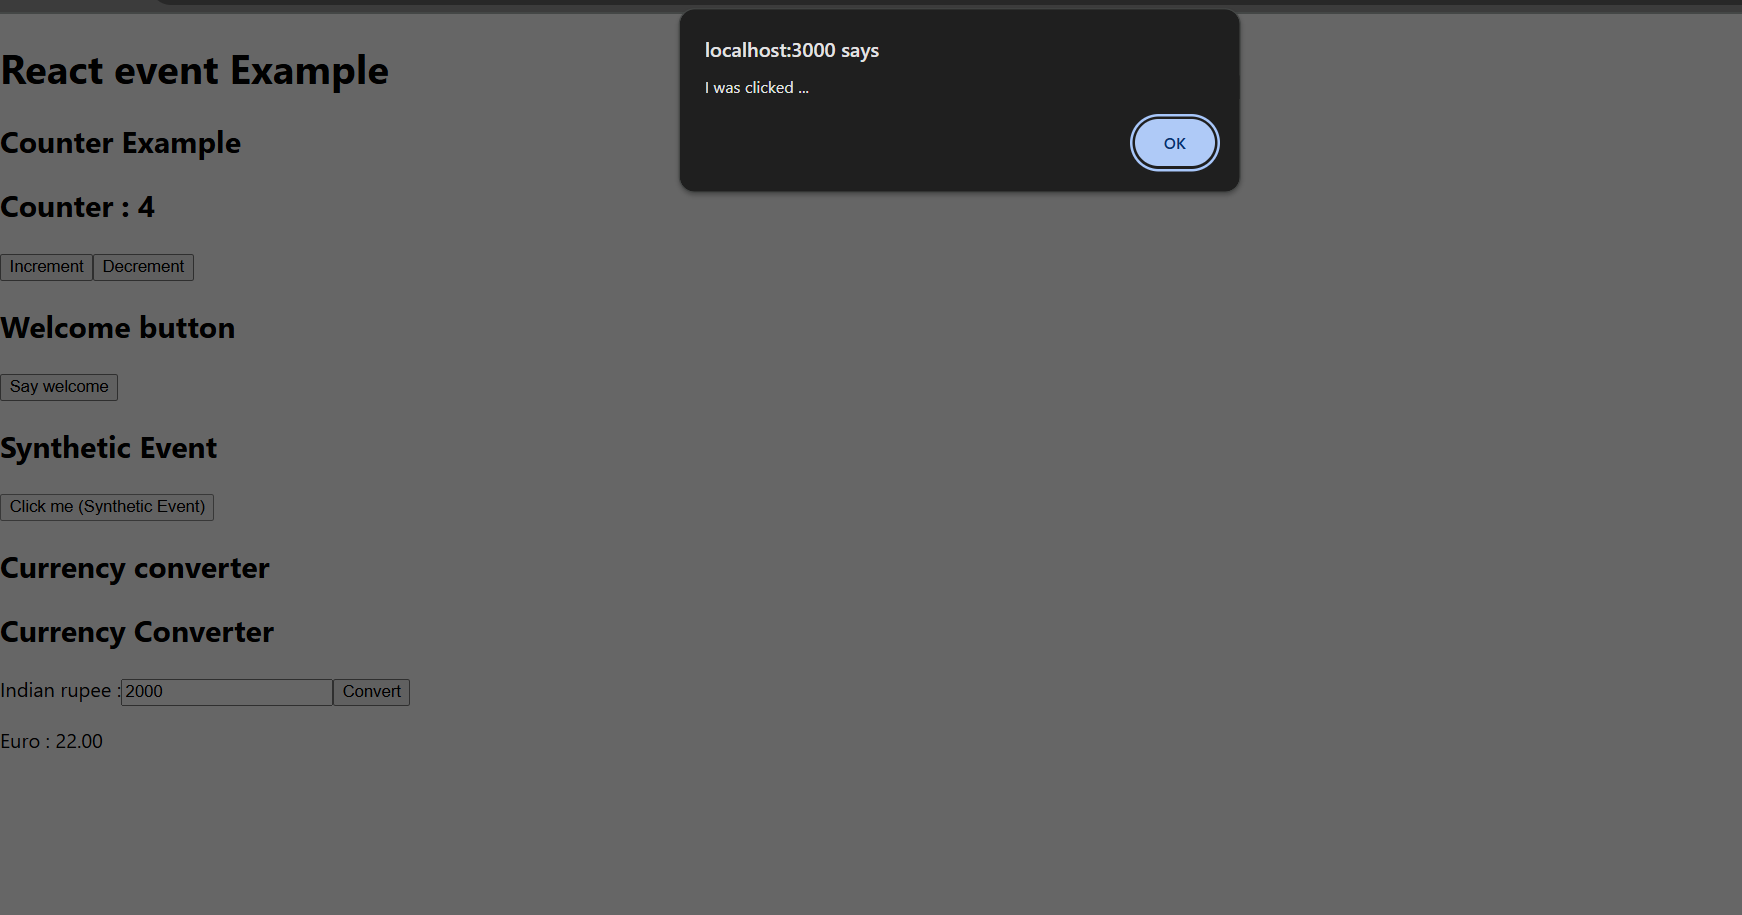 localhost:3000 says
I was clicked ...
OK
React event Example
Counter Example
Counter : 4
Increment Decrement
Welcome button
Say welcome
Synthetic Event
Click me (Synthetic Event)
Currency converter
Currency Converter
Indian rupee : 2000 Convert
Euro : 22.00